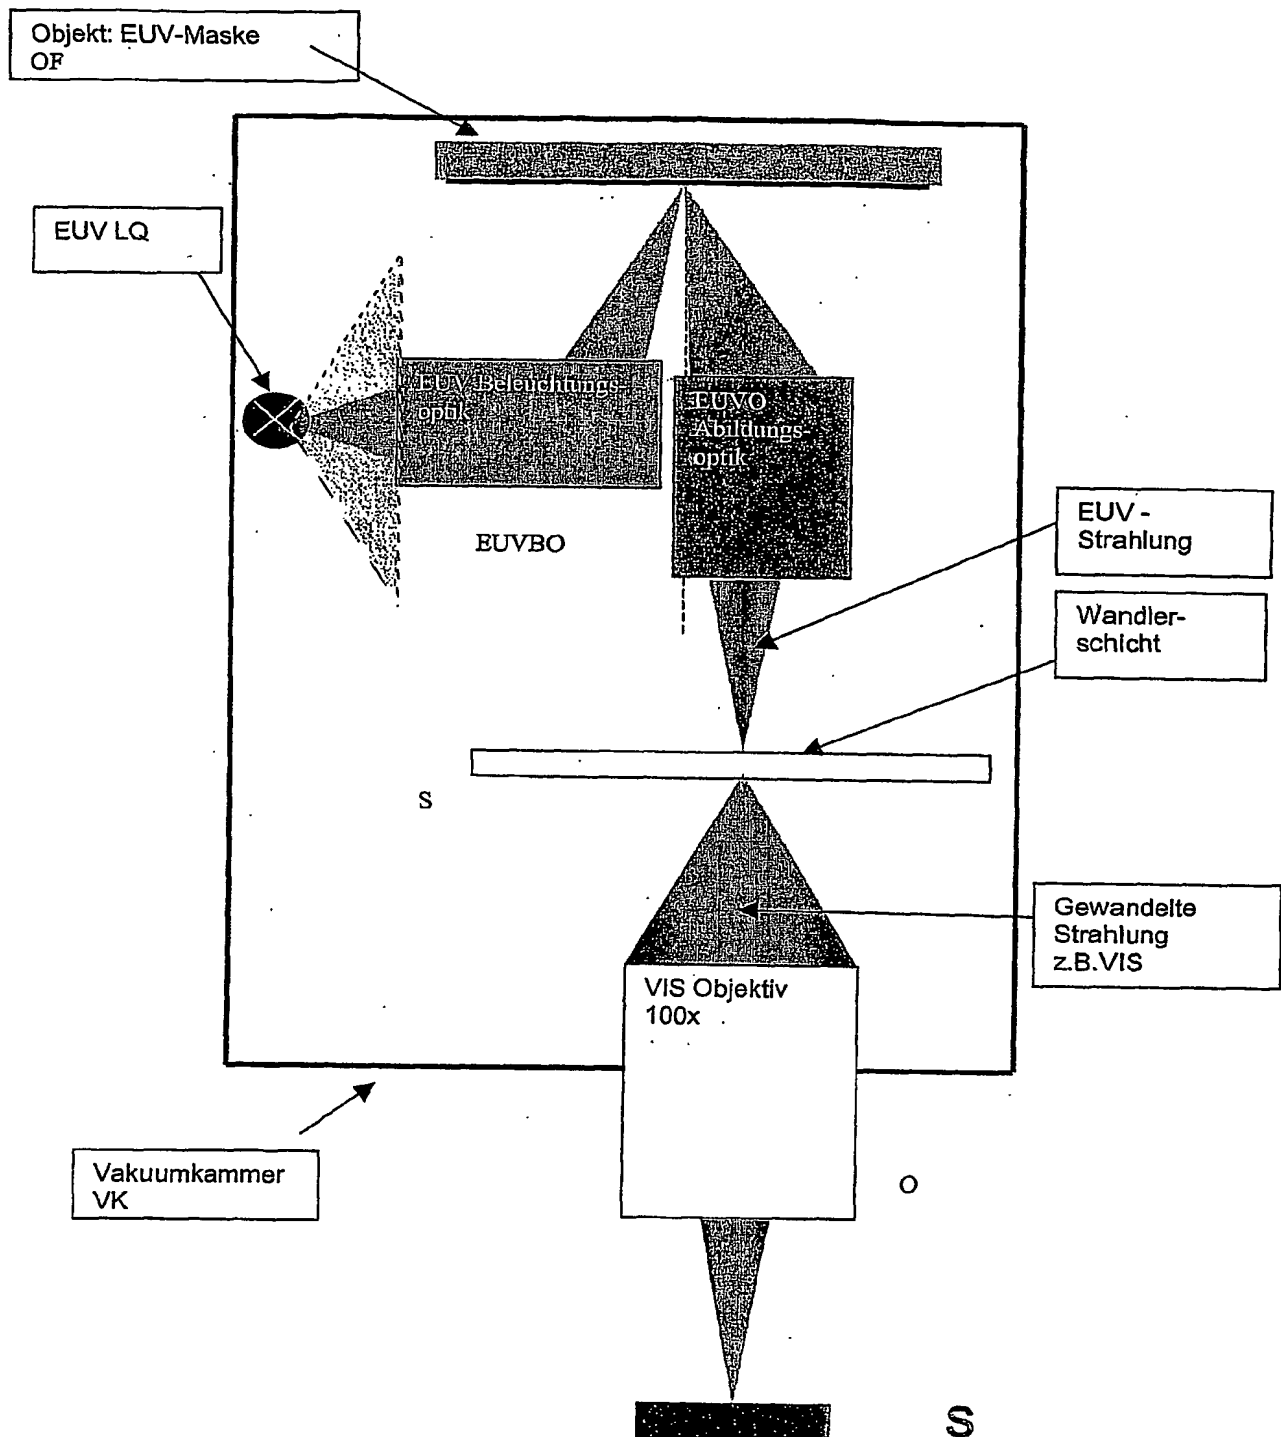 Objekt: EUV-Maske
OF
EUV LQ
EUV Beleuchtungs-
optik
EUVO
Abildungs-
optik
EUVBO
EUV -
Strahlung
Wandler-
schicht
S
Gewandelte
Strahlung
z.B.VIS
VIS Objektiv
100x
Vakuumkammer
VK
O
S